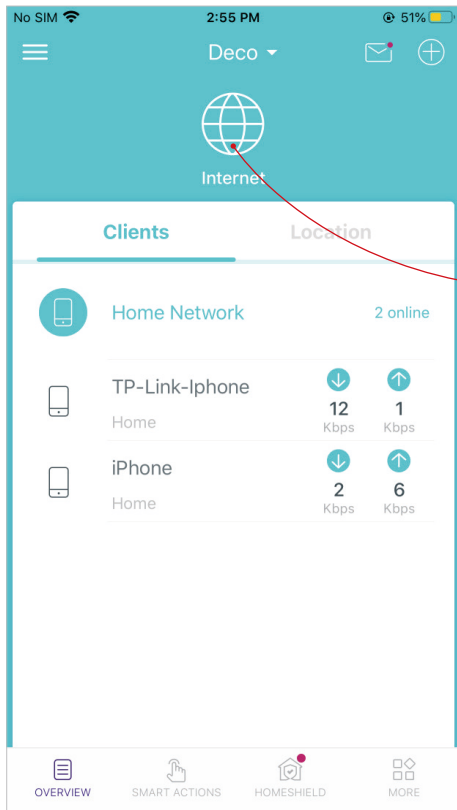 No SIM 2:55 PM 51%
Deco
Internet
Clients Location
Home Network 2 online
TP-Link-Iphone
Home
12 1
Kbps Kbps
iPhone
Home
2 6
Kbps Kbps
OVERVIEW SMART ACTIONS HOMESHIELD MORE